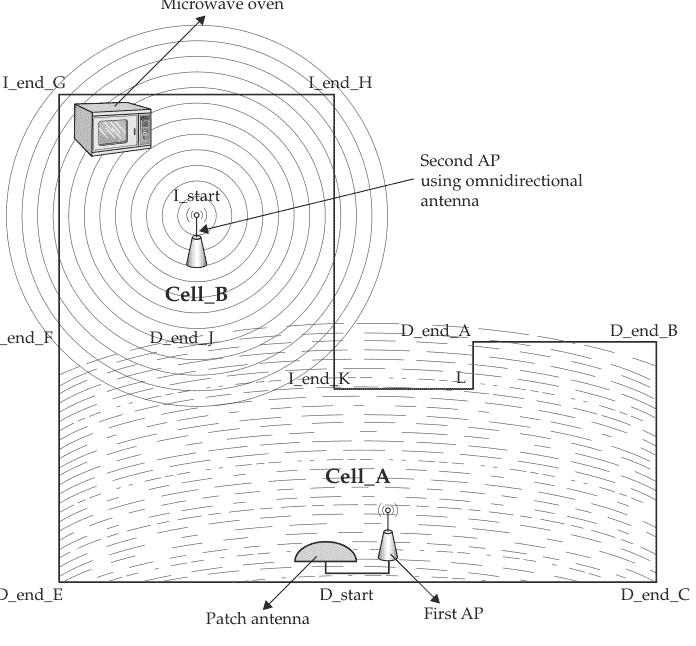 Microwave oven
I_end_G
I_end_H
Second AP
using omnidirectional
antenna
I_start
Cell_B
_end_F
D_end_J
D_end_A
D_end_B
I_end_K
L
Cell_A
D_end_E
Patch antenna
D_start
First AP
D_end_C